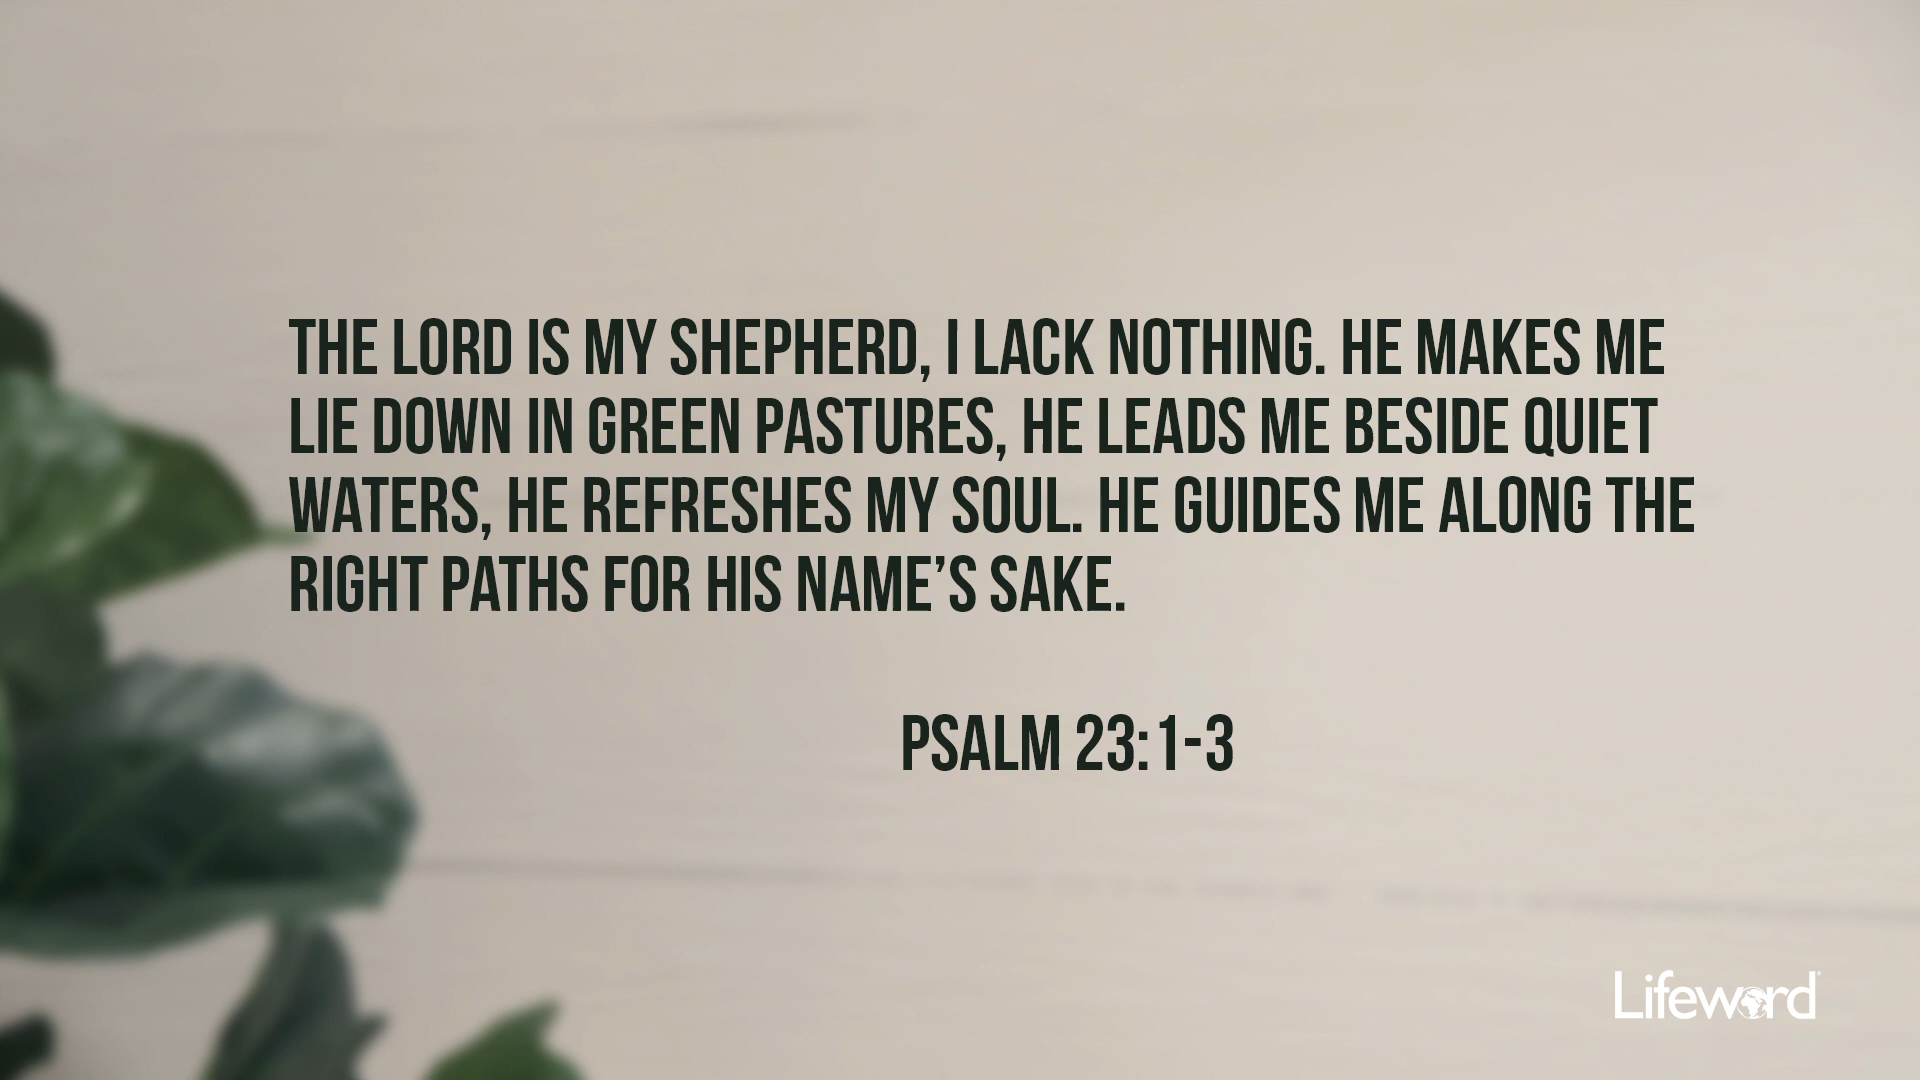 THE LORD IS MY SHEPHERD, I LACK NOTHING. HE MAKES ME
LIE DOWN IN GREEN PASTURES, HE LEADS ME BESIDE QUIET
WATERS, HE REFRESHES MY SOUL. HE GUIDES ME ALONG THE
RIGHT PATHS FOR HIS NAME’S SAKE.
PSALM 23:1-3
Lifeword